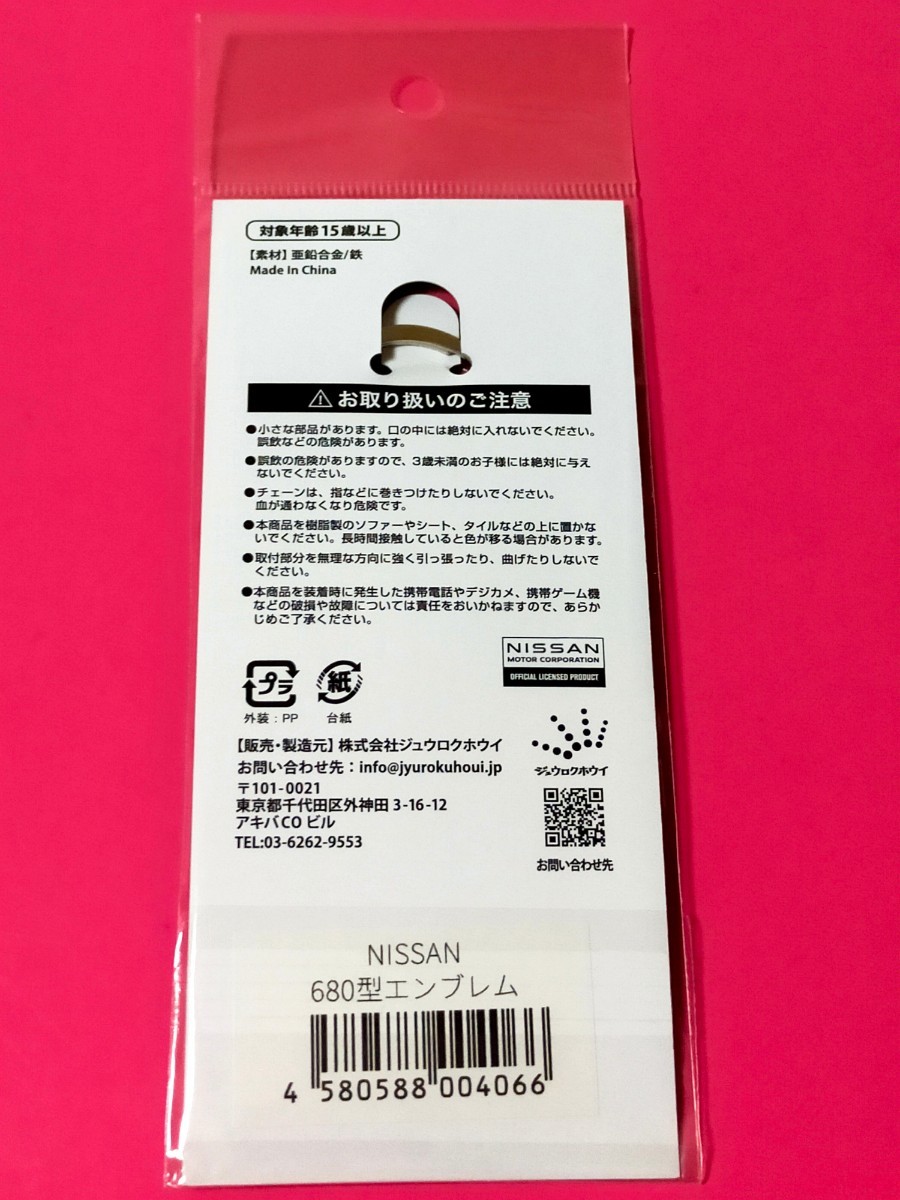 対象年齢15歳以上
【素材】亜鉛合金/鉄
Made In China
お取り扱いのご注意
●小さな部品があります。口の中には絶対に入れないでください。
誤飲などの危険があります。
●誤飲の危険がありますので、3歳未満のお子様には絶対に与え
ないでください。
●チェーンは、指などに巻きつけたりしないでください。
血が通わなくなり危険です。
●本商品を樹脂製のソファーやシート、タイルなどの上に置かな
いでください。長時間接触していると色が移る場合があります。
●取付部分を無理な方向に強く引っ張ったり、曲げたりしないで
ください。
●本商品を装着時に発生した携帯電話やデジカメ、携帯ゲーム機
などの破損や故障については責任をおいかねますので、あらか
じめご了承ください。
NISSAN
MOTOR CORPORATION
OFFICIAL LICENSED PRODUCT
プラ
紙
外装：PP
台紙
【販売・製造元】株式会社ジュウロクホウイ
お問い合わせ先：info@jyurokuhoui.jp
〒101-0021
東京都千代田区外神田 3-16-12
アキバCO ビル
TEL:03-6262-9553
ジュウロクホウイ
お問い合わせ先
NISSAN
680型エンブレム
4 580588 004066